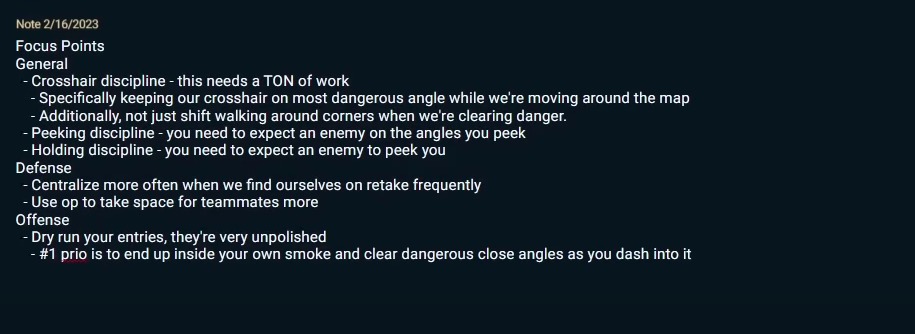 Note 2/16/2023
Focus Points
General
- Crosshair discipline - this needs a TON of work
- Specifically keeping our crosshair on most dangerous angle while we're moving around the map
- Additionally, not just shift walking around corners when we're clearing danger.
- Peeking discipline - you need to expect an enemy on the angles you peek
- Holding discipline - you need to expect an enemy to peek you
Defense
- Centralize more often when we find ourselves on retake frequently
- Use op to take space for teammates more
Offense
- Dry run your entries, they're very unpolished
- #1 prio is to end up inside your own smoke and clear dangerous close angles as you dash into it